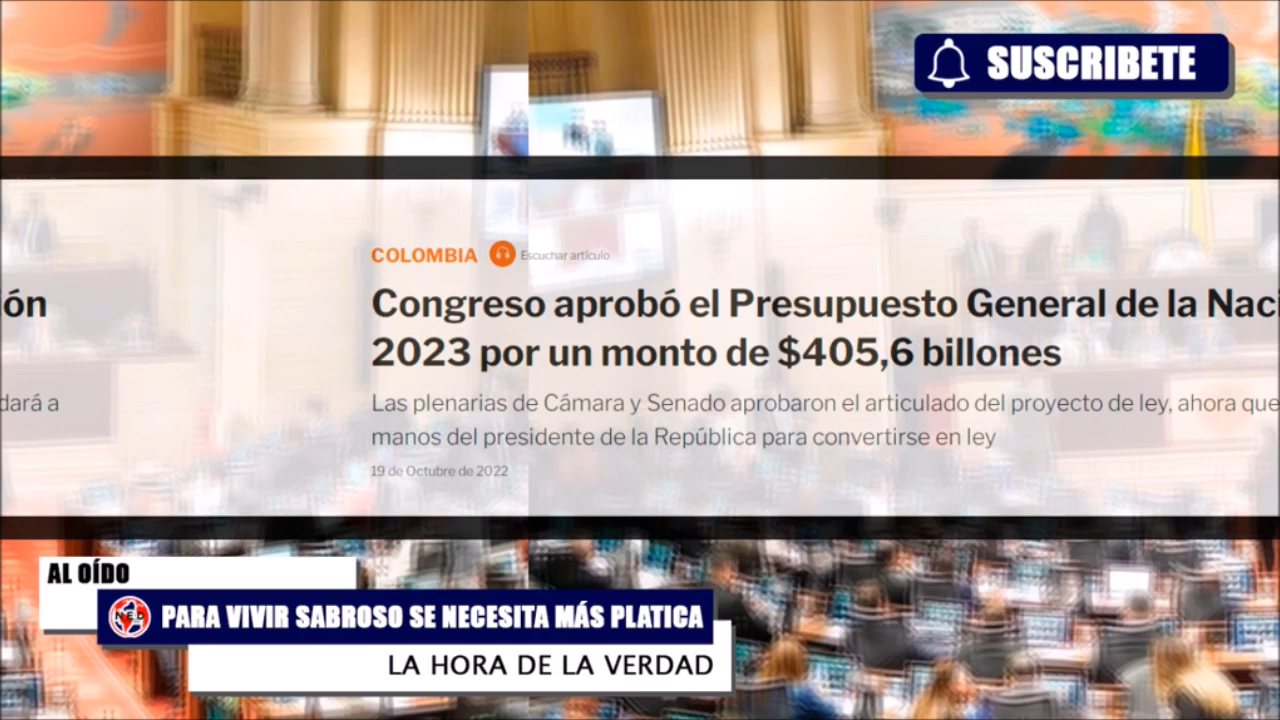 SUSCRIBETE
COLOMBIA Escuchar artículo
ión
Congreso aprobó el Presupuesto General de la Naci
2023 por un monto de $405,6 billones
dará a
Las plenarias de Cámara y Senado aprobaron el articulado del proyecto de ley, ahora que
manos del presidente de la República para convertirse en ley
19 de Octubre de 2022
AL OÍDO
PARA VIVIR SABROSO SE NECESITA MÁS PLATICA
LA HORA DE LA VERDAD